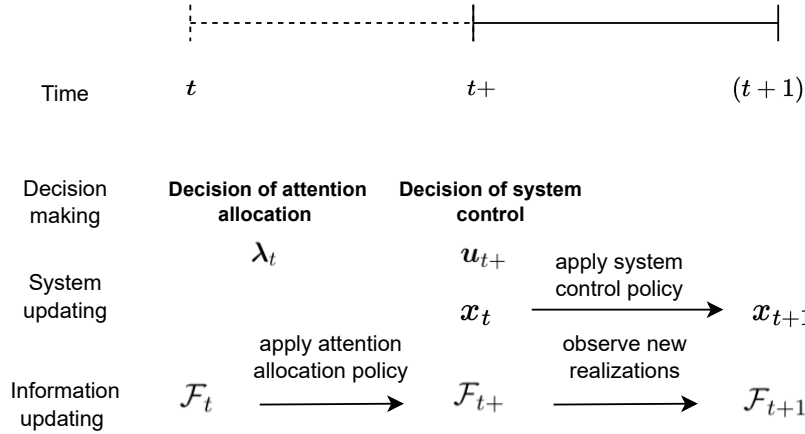 Time
t
t+
(t + 1)
Decision
making
Decision of attention
allocation
Decision of system
control
λ_t
u_{t+}
System
updating
apply system
control policy
x_t
x_{t+1}
apply attention
allocation policy
observe new
realizations
Information
updating
ℱ_t
ℱ_{t+}
ℱ_{t+1}